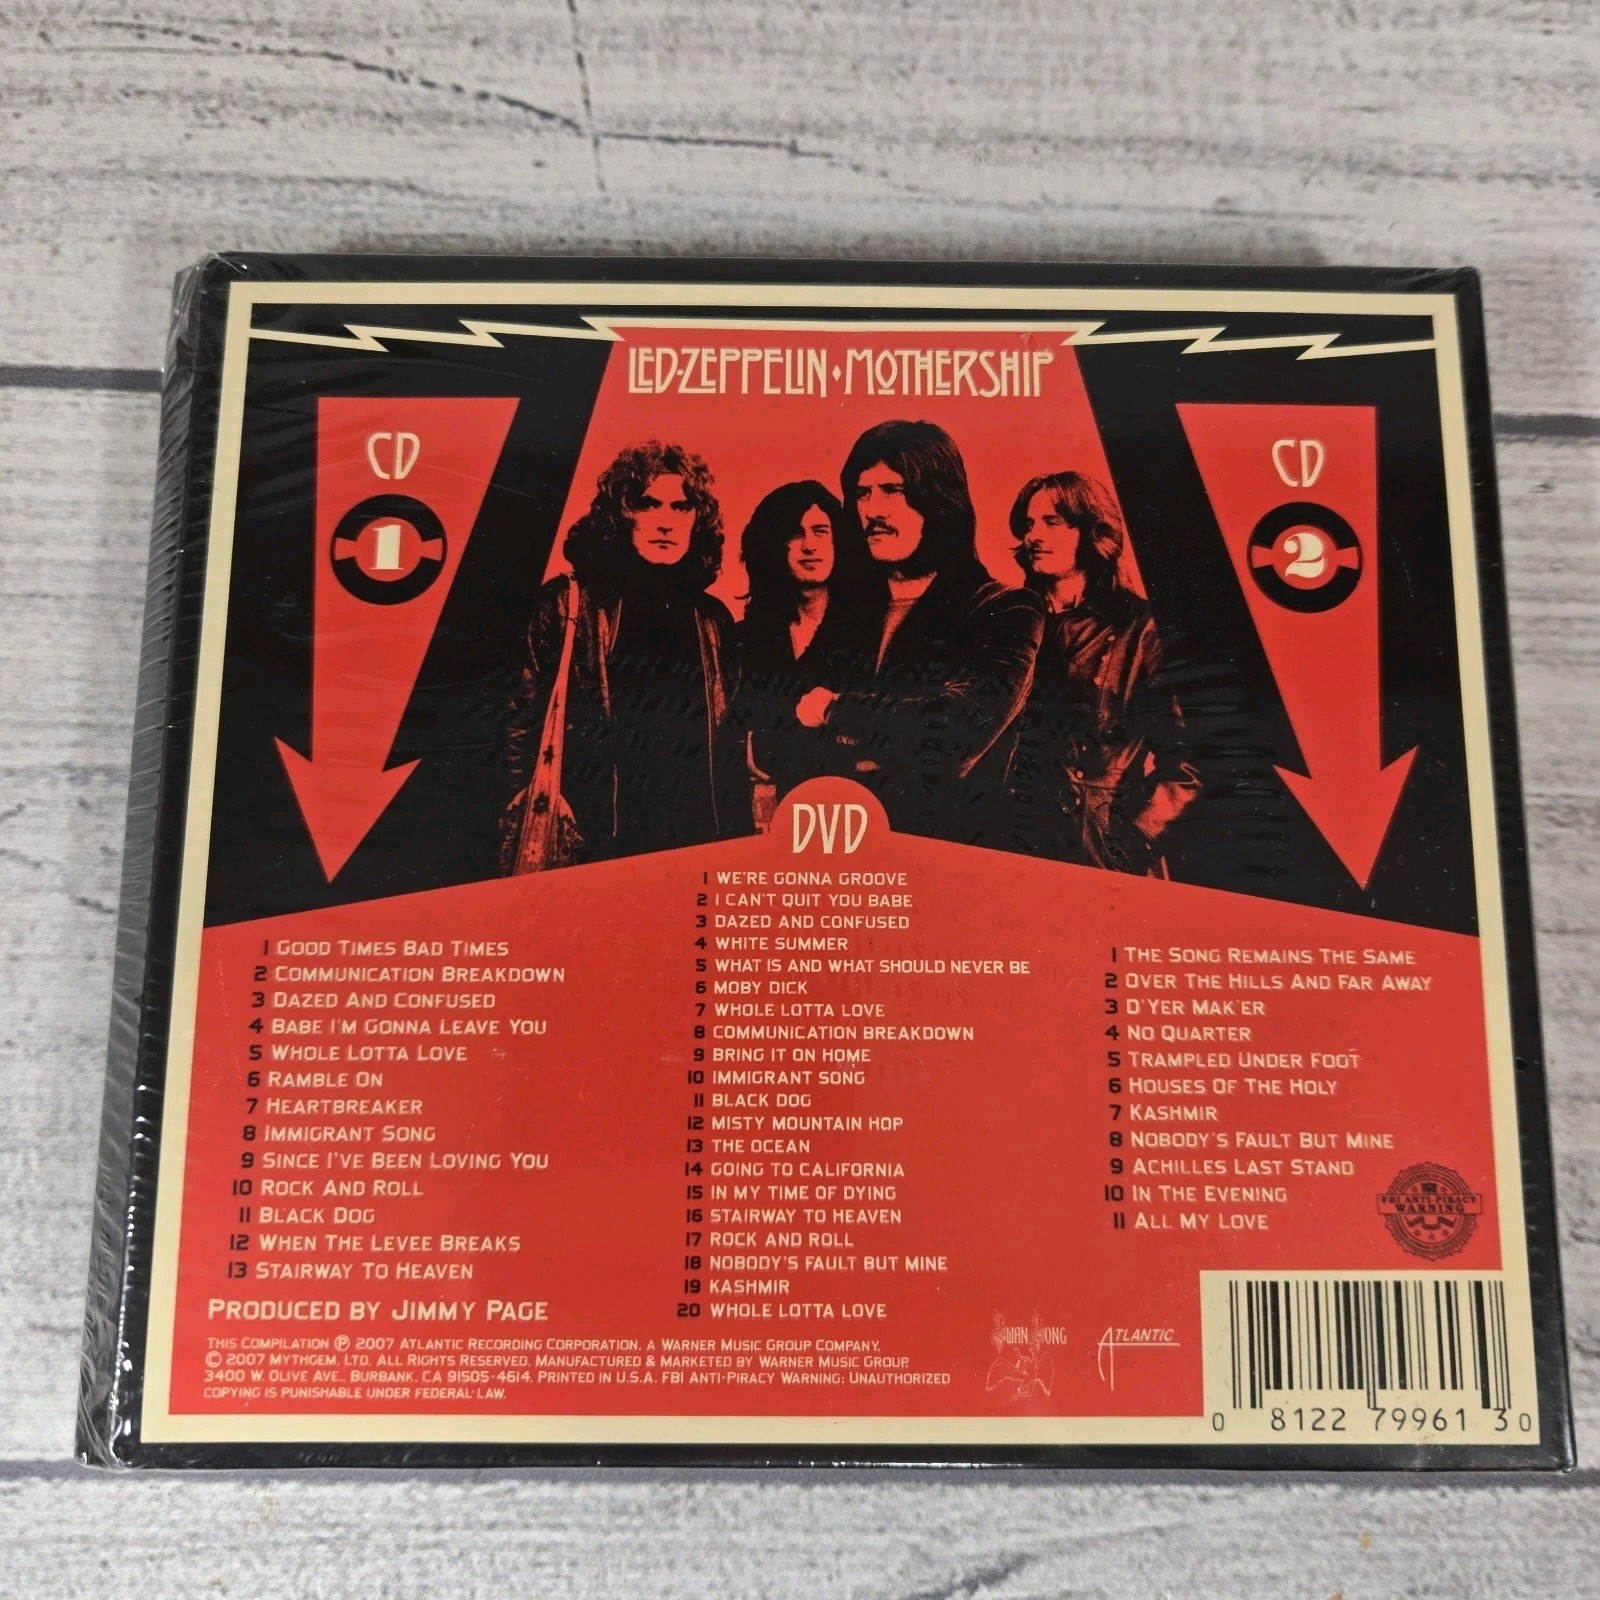 LED-ZEPPELIN · MOTHERSHIP
CD
1
CD
2
DVD
1 GOOD TIMES BAD TIMES
2 COMMUNICATION BREAKDOWN
3 DAZED AND CONFUSED
4 BABE I'M GONNA LEAVE YOU
5 WHOLE LOTTA LOVE
6 RAMBLE ON
7 HEARTBREAKER
8 IMMIGRANT SONG
9 SINCE I'VE BEEN LOVING YOU
10 ROCK AND ROLL
11 BLACK DOG
12 WHEN THE LEVEE BREAKS
13 STAIRWAY TO HEAVEN
1 WE'RE GONNA GROOVE
2 I CAN'T QUIT YOU BABE
3 DAZED AND CONFUSED
4 WHITE SUMMER
5 WHAT IS AND WHAT SHOULD NEVER BE
6 MOBY DICK
7 WHOLE LOTTA LOVE
8 COMMUNICATION BREAKDOWN
9 BRING IT ON HOME
10 IMMIGRANT SONG
11 BLACK DOG
12 MISTY MOUNTAIN HOP
13 THE OCEAN
14 GOING TO CALIFORNIA
15 IN MY TIME OF DYING
16 STAIRWAY TO HEAVEN
17 ROCK AND ROLL
18 NOBODY'S FAULT BUT MINE
19 KASHMIR
20 WHOLE LOTTA LOVE
1 THE SONG REMAINS THE SAME
2 OVER THE HILLS AND FAR AWAY
3 D'YER MAK'ER
4 NO QUARTER
5 TRAMPLED UNDER FOOT
6 HOUSES OF THE HOLY
7 KASHMIR
8 NOBODY'S FAULT BUT MINE
9 ACHILLES LAST STAND
10 IN THE EVENING
11 ALL MY LOVE
FBI ANTI-PIRACY
WARNING
PRODUCED BY JIMMY PAGE
THIS COMPILATION ℗ 2007 ATLANTIC RECORDING CORPORATION, A WARNER MUSIC GROUP COMPANY.
© 2007 MYTHGEM, LTD. ALL RIGHTS RESERVED. MANUFACTURED & MARKETED BY WARNER MUSIC GROUP.
3400 W. OLIVE AVE., BURBANK, CA 91505-4614. PRINTED IN U.S.A. FBI ANTI-PIRACY WARNING: UNAUTHORIZED
COPYING IS PUNISHABLE UNDER FEDERAL LAW.
SWAN SONG
ATLANTIC
0 81227 99613 0